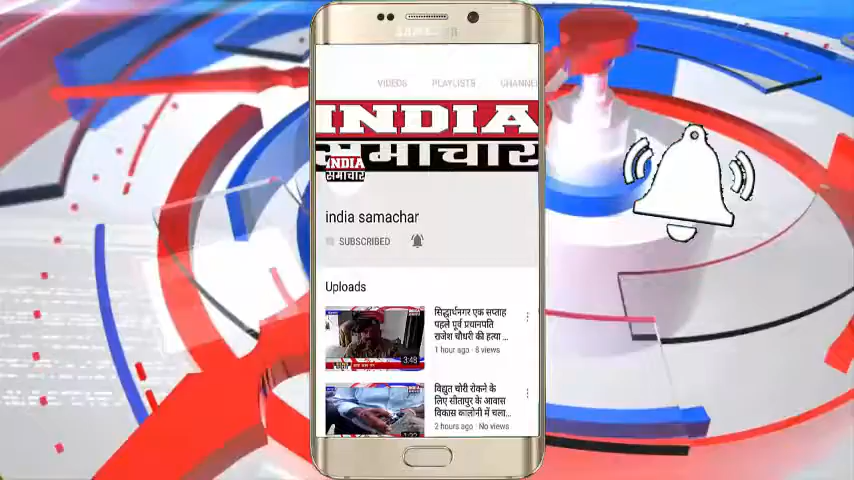 SAMSUNG
VIDEOS PLAYLISTS CHANNE
INDIA
समाचार
INDIA
समाचार
india samachar
SUBSCRIBED
Uploads
सिद्धार्थनगर एक सप्ताह
पहले पूर्व प्रधानपति
राजेश चौधरी की हत्या ...
1 hour ago · 8 views
3:48
विद्युत चोरी रोकने के
लिए सीतापुर के आवास
विकास कालोनी में चला...
2 hours ago · No views